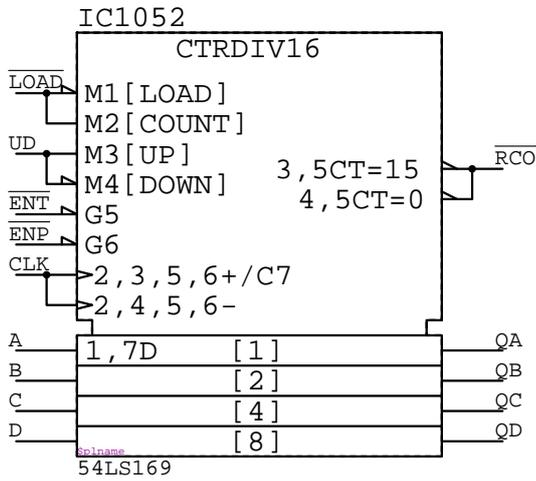 IC1052
CTRDIV16
LOAD
M1[LOAD]
M2[COUNT]
UD
M3[UP]
3,5CT=15
RCO
M4[DOWN]
4,5CT=0
ENT
G5
ENP
G6
CLK
2,3,5,6+/C7
2,4,5,6-
A
1,7D
[1]
QA
B
[2]
QB
C
[4]
QC
D
[8]
QD
$plname
54LS169